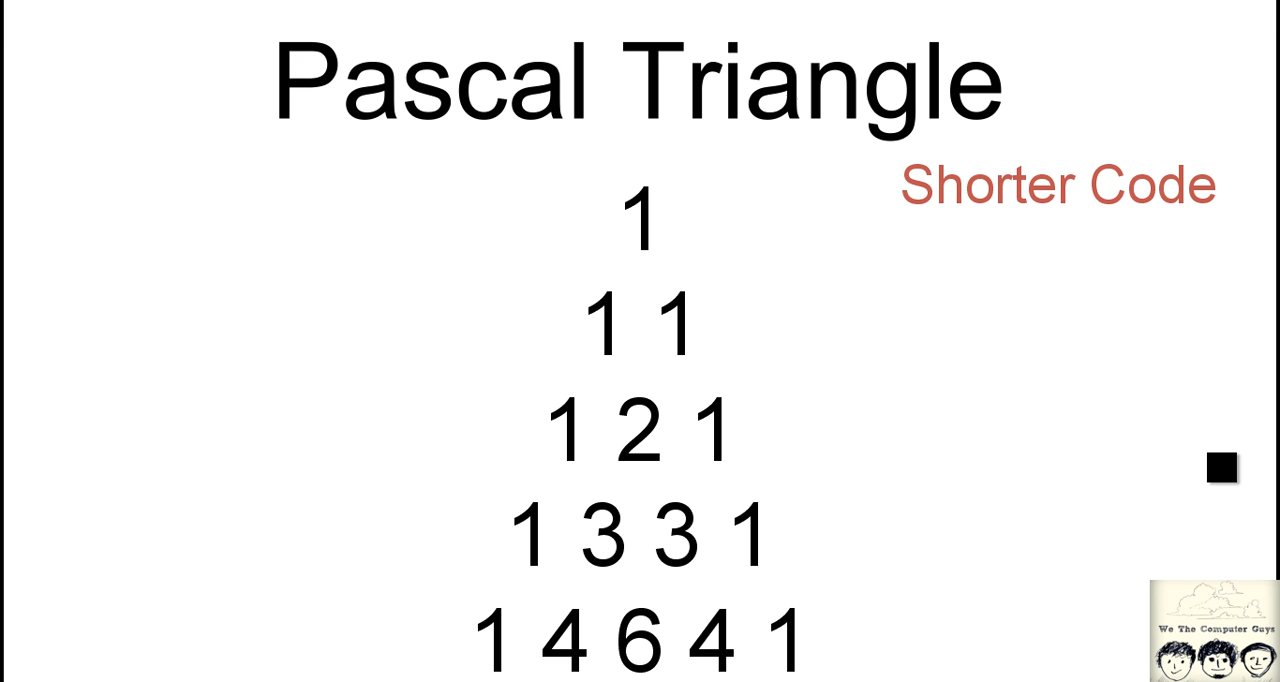 Pascal Triangle
Shorter Code
1
1 1
1 2 1
1 3 3 1
1 4 6 4 1
We The Computer Guys